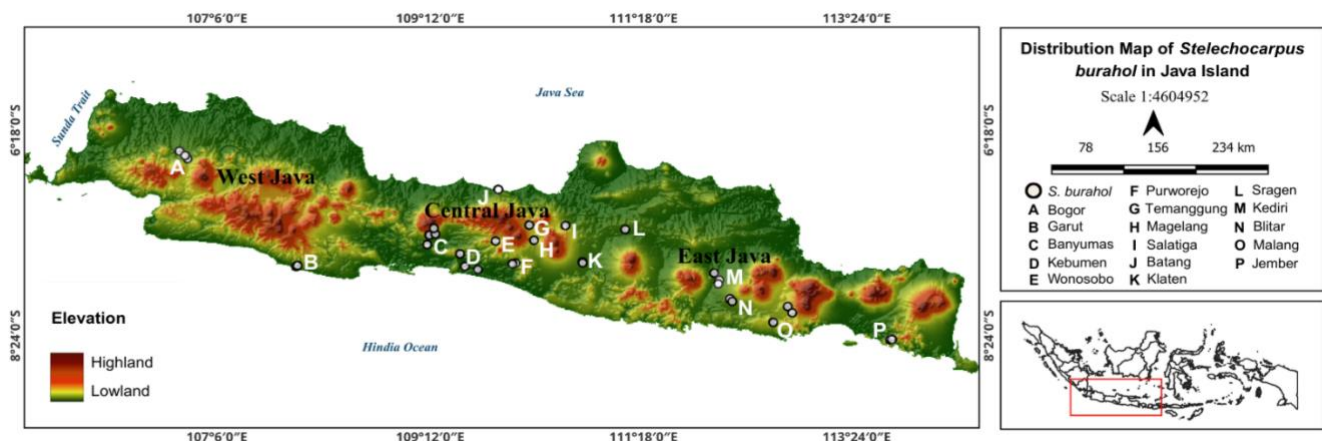 107°6′0″E 109°12′0″E 111°18′0″E 113°24′0″E
6°18′0″S
8°24′0″S
Sunda Trait
Java Sea
Hindia Ocean
West Java
Central Java
East Java
A
B
C
D
E
F
G
H
I
J
K
L
M
N
O
P
Elevation
Highland
Lowland
107°6′0″E 109°12′0″E 111°18′0″E 113°24′0″E
6°18′0″S
8°24′0″S
Distribution Map of Stelechocarpus
burahol in Java Island
Scale 1:4604952
78 156 234 km
S. burahol
A Bogor
B Garut
C Banyumas
D Kebumen
E Wonosobo
F Purworejo
G Temanggung
H Magelang
I Salatiga
J Batang
K Klaten
L Sragen
M Kediri
N Blitar
O Malang
P Jember